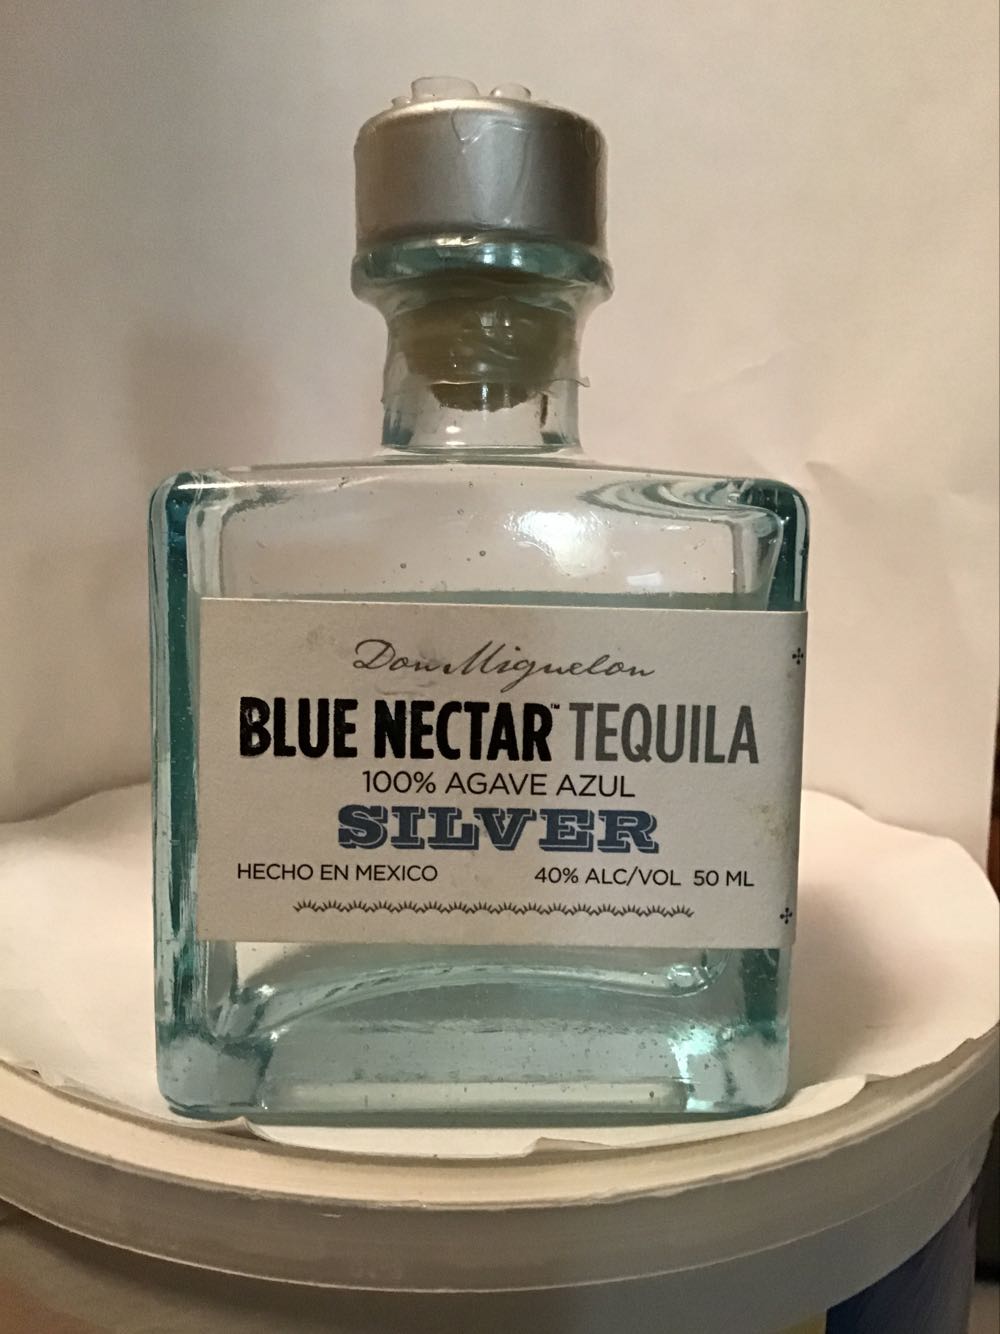 Don Miguelon
BLUE NECTAR™ TEQUILA
100% AGAVE AZUL
SILVER
HECHO EN MEXICO 40% ALC/VOL 50 ML